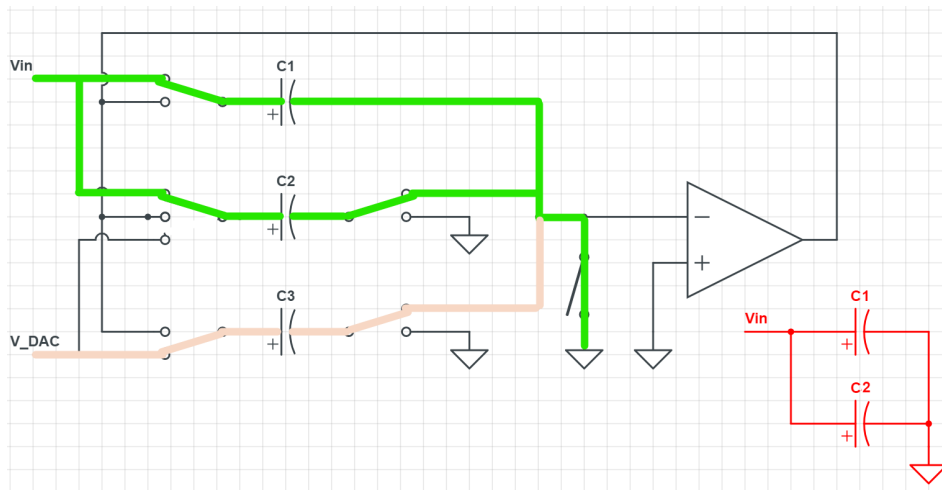 Vin
C1
+
C2
+
C3
+
V_DAC
−
+
Vin
C1
+
C2
+